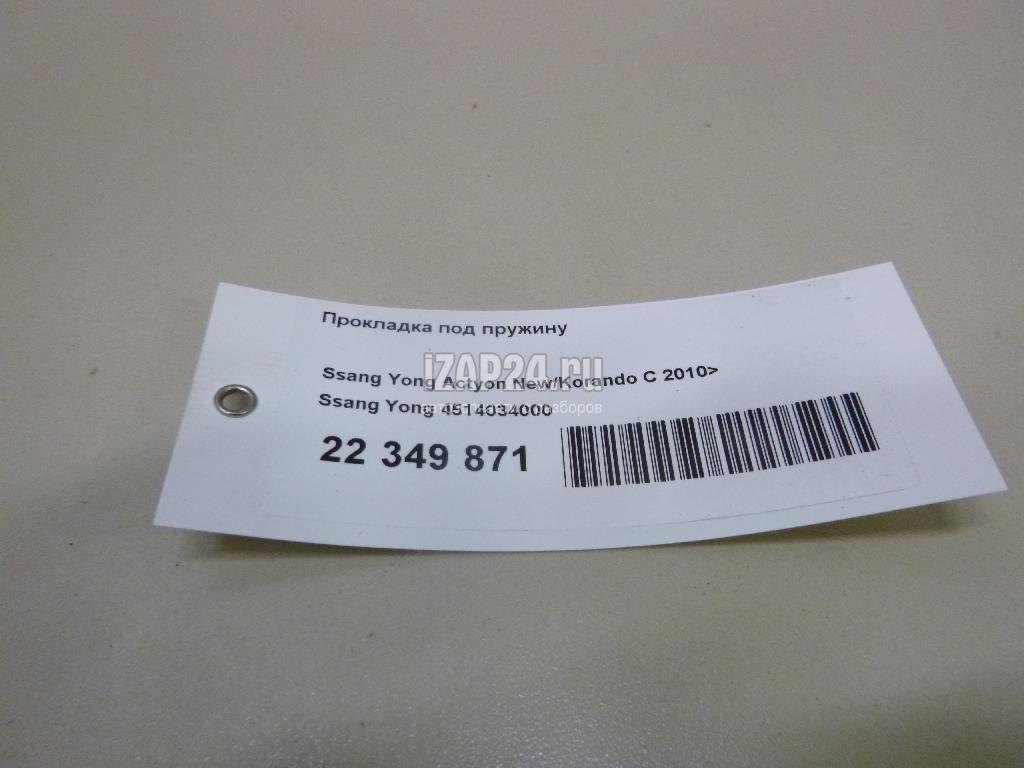 Прокладка под пружину
iZAP24.ru
Ssang Yong Actyon New/Korando C 2010>
Ssang Yong 4514034000
22 349 871